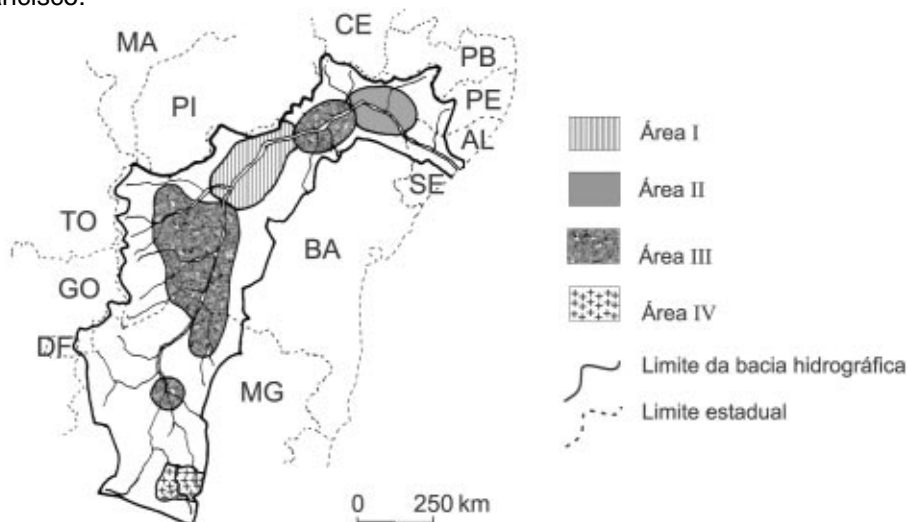 ancisco.
MA
CE
PB
PI
PE
AL
SE
TO
BA
GO
DF
MG
0 250 km
Área I
Área II
Área III
Área IV
Limite da bacia hidrográfica
Limite estadual